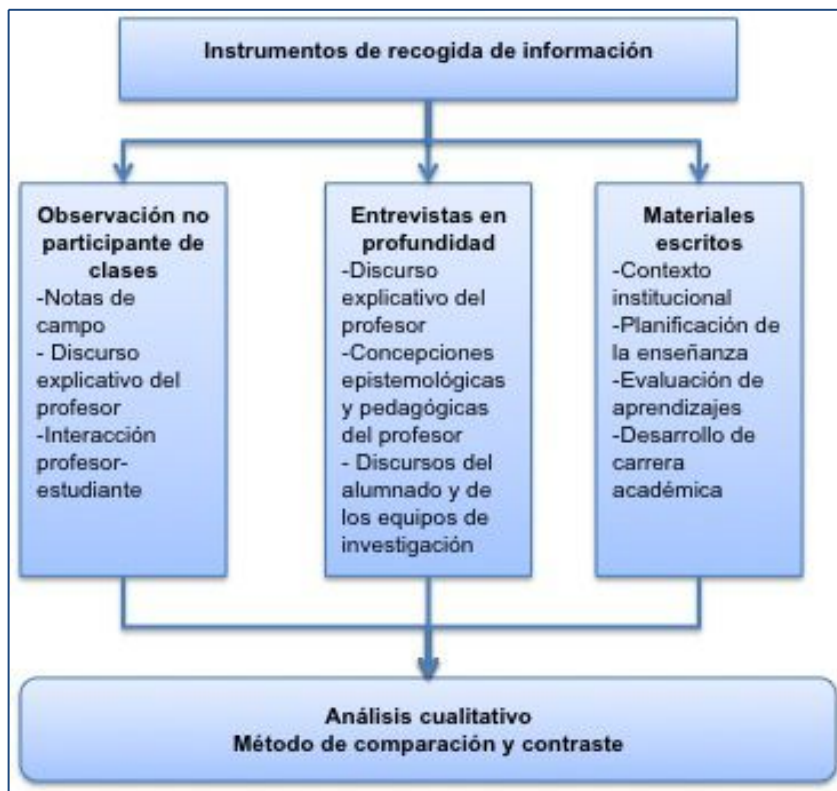 Instrumentos de recogida de información
Observación no
participante de
clases
-Notas de
campo
- Discurso
explicativo del
profesor
-Interacción
profesor-
estudiante
Entrevistas en
profundidad
-Discurso
explicativo del
profesor
-Concepciones
epistemológicas
y pedagógicas
del profesor
- Discursos del
alumnado y de
los equipos de
investigación
Materiales
escritos
-Contexto
institucional
-Planificación de
la enseñanza
-Evaluación de
aprendizajes
-Desarrollo de
carrera
académica
Análisis cualitativo
Método de comparación y contraste